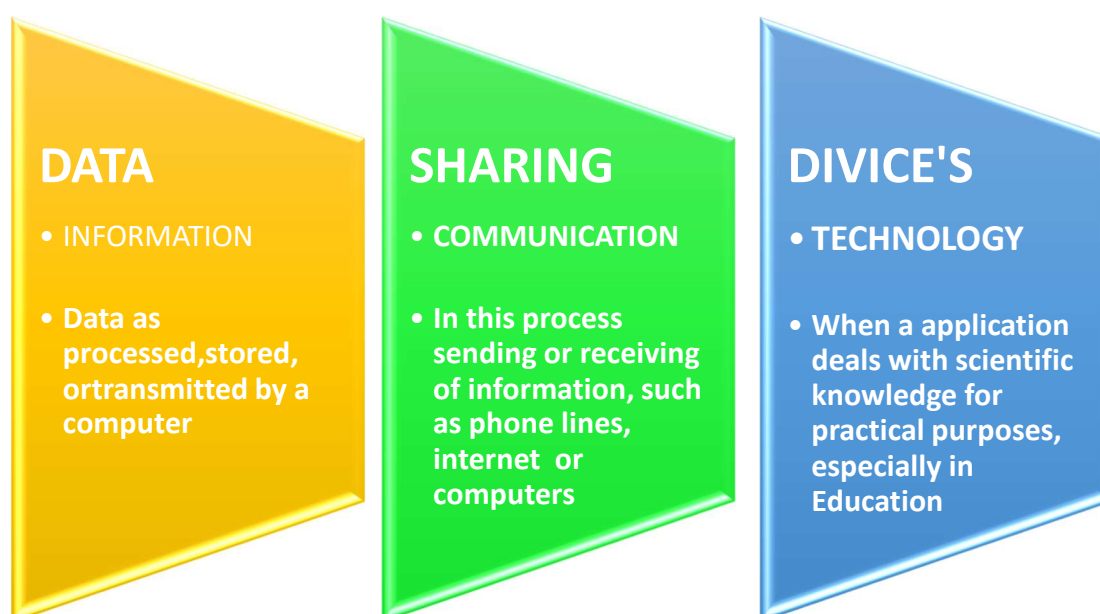 DATA
• INFORMATION
• Data as
processed,stored,
ortransmitted by a
computer
SHARING
• COMMUNICATION
• In this process
sending or receiving
of information, such
as phone lines,
internet  or
computers
DIVICE'S
• TECHNOLOGY
• When a application
deals with scientific
knowledge for
practical purposes,
especially in
Education